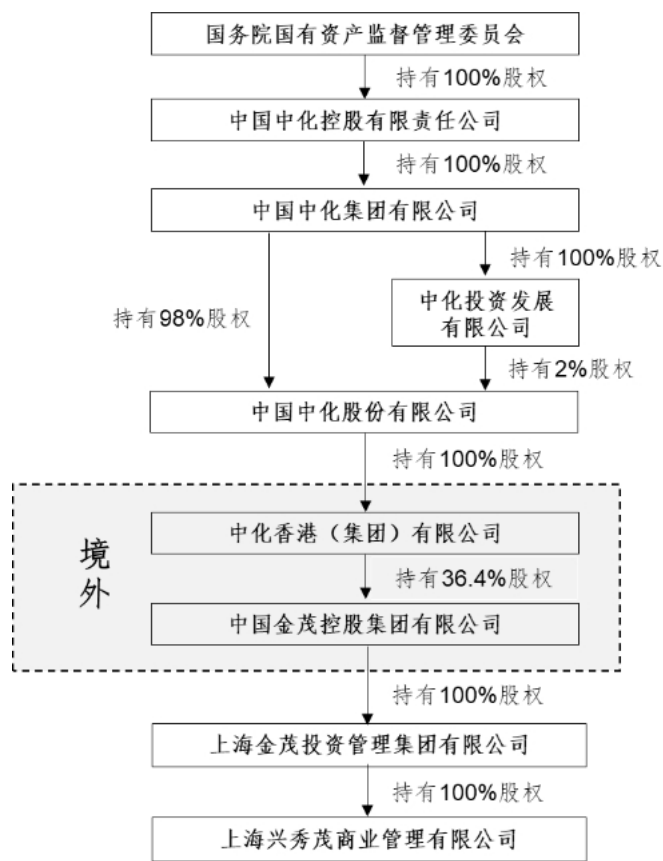 国务院国有资产监督管理委员会
持有100%股权
中国中化控股有限责任公司
持有100%股权
中国中化集团有限公司
持有100%股权
中化投资发展
有限公司
持有98%股权
持有2%股权
中国中化股份有限公司
持有100%股权
境
外
中化香港（集团）有限公司
持有36.4%股权
中国金茂控股集团有限公司
持有100%股权
上海金茂投资管理集团有限公司
持有100%股权
上海兴秀茂商业管理有限公司